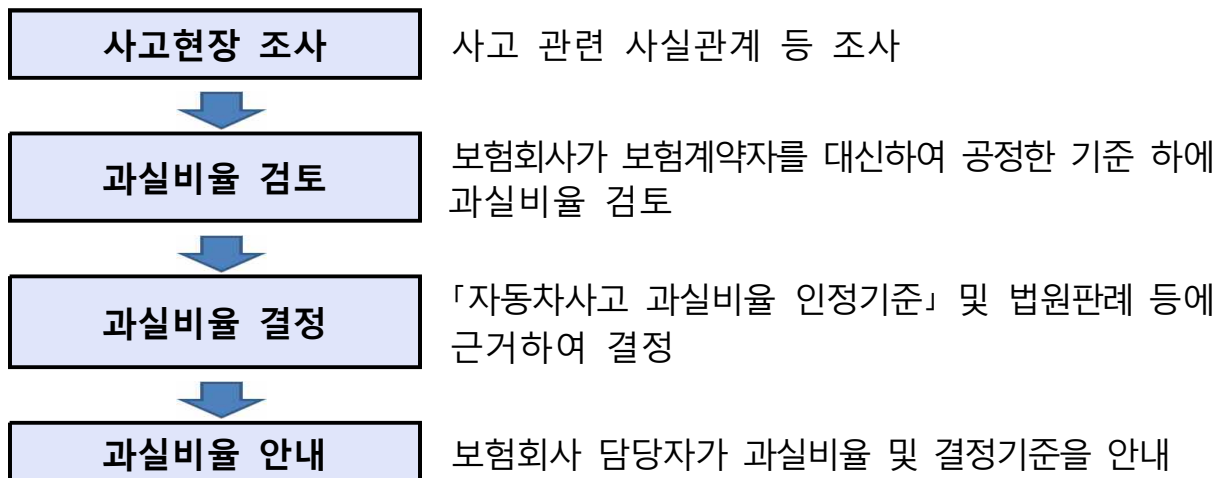 사고현장 조사
사고 관련 사실관계 등 조사
과실비율 검토
보험회사가 보험계약자를 대신하여 공정한 기준 하에
과실비율 검토
과실비율 결정
「자동차사고 과실비율 인정기준」 및 법원판례 등에
근거하여 결정
과실비율 안내
보험회사 담당자가 과실비율 및 결정기준을 안내